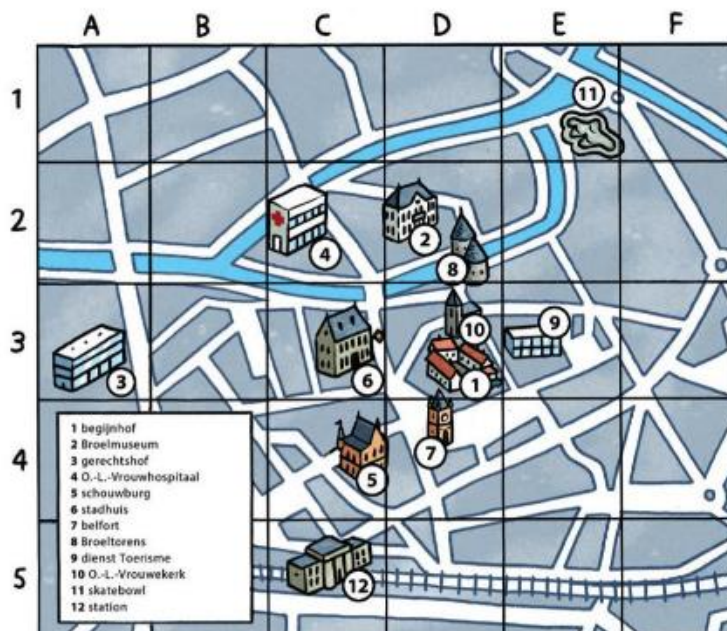 A B C D E F
1
11
2
4
2
8
3
3
6
10
9
1
4
7
5
1 begijnhof
2 Broelmuseum
3 gerechtshof
4 O.-L.-Vrouwhospitaal
5 schouwburg
6 stadhuis
7 belfort
8 Broeltorens
9 dienst Toerisme
10 O.-L.-Vrouwekerk
11 skatebowl
12 station
5
12